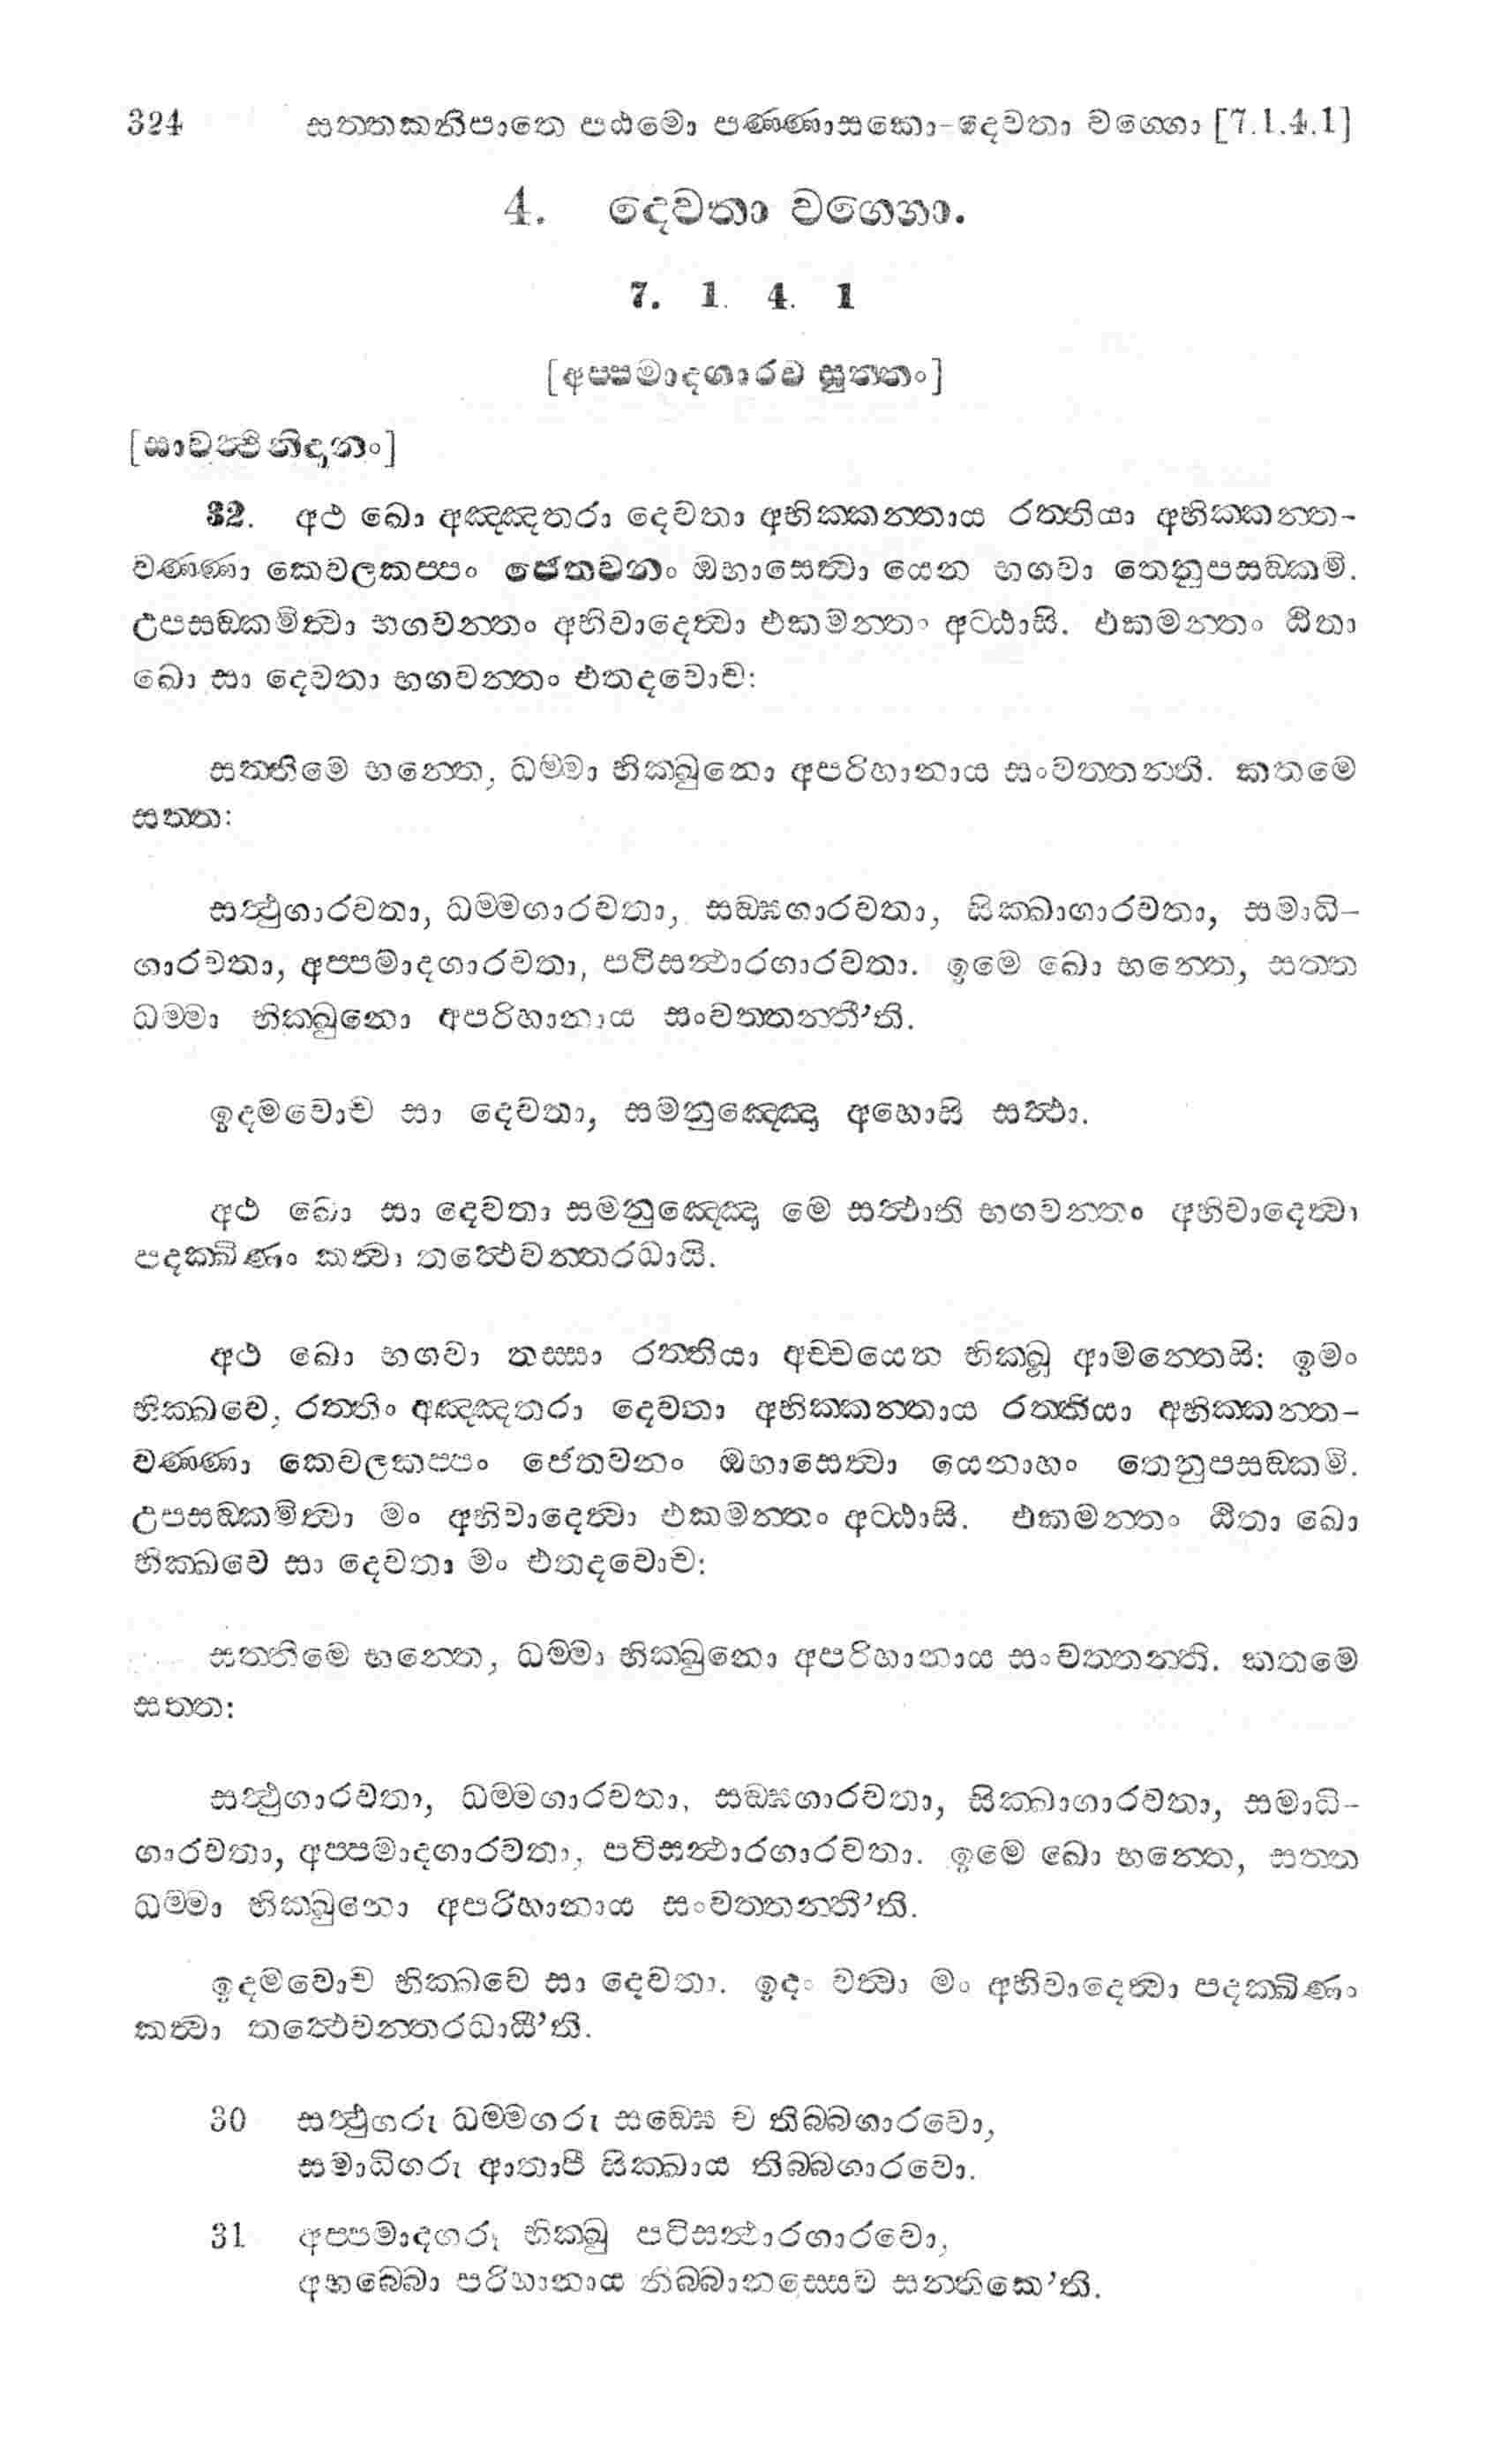 324 සත්තකනිපාතෙ පඨමො පණ්ණාසකො-දෙවතා වග්ගො [7.1.4.1]
4. දෙවතා වග්ගො.
7. 1. 4. 1
[අප්පමාදගාරව සුත්තං]
[සාවත්ථිනිදානං]
32. අථ ඛො අඤ්ඤතරා දෙවතා අභික්කන්තාය රත්තියා අභික්කන්ත-
වණ්ණා කෙවලකප්පං ජෙතවනං ඔභාසෙත්වා යෙන භගවා තෙනුපසඞ්කමි.
උපසඞ්කමිත්වා භගවන්තං අභිවාදෙත්වා එකමන්තං අට්ඨාසි. එකමන්තං ඨිතා
ඛො සා දෙවතා භගවන්තං එතදවොච:
සත්තිමෙ භන්තෙ, ධම්මා භික්ඛුනො අපරිහානාය සංවත්තන්ති. කතමෙ
සත්ත:
සත්ථුගාරවතා, ධම්මගාරවතා, සඞ්ඝගාරවතා, සික්ඛාගාරවතා, සමාධි-
ගාරවතා, අප්පමාදගාරවතා, පටිසන්ථාරගාරවතා. ඉමෙ ඛො භන්තෙ, සත්ත
ධම්මා භික්ඛුනො අපරිහානාය සංවත්තන්තී’ති.
ඉදමවොච සා දෙවතා, සමනුඤ්ඤො අහොසි සත්ථා.
අථ ඛො සා දෙවතා සමනුඤ්ඤො මෙ සත්ථාති භගවන්තං අභිවාදෙත්වා
පදක්ඛිණං කත්වා තත්ථෙවන්තරධායි.
අථ ඛො භගවා තස්සා රත්තියා අච්චයෙන භික්ඛූ ආමන්තෙසි: ඉමං
භික්ඛවෙ, රත්තිං අඤ්ඤතරා දෙවතා අභික්කන්තාය රත්තියා අභික්කන්ත-
වණ්ණා කෙවලකප්පං ජෙතවනං ඔභාසෙත්වා යෙනාහං තෙනුපසඞ්කමි.
උපසඞ්කමිත්වා මං අභිවාදෙත්වා එකමන්තං අට්ඨාසි. එකමන්තං ඨිතා ඛො
භික්ඛවෙ සා දෙවතා මං එතදවොච:
සත්තිමෙ භන්තෙ, ධම්මා භික්ඛුනො අපරිහානාය සංවත්තන්ති. කතමෙ
සත්ත:
සත්ථුගාරවතා, ධම්මගාරවතා, සඞ්ඝගාරවතා, සික්ඛාගාරවතා, සමාධි-
ගාරවතා, අප්පමාදගාරවතා, පටිසන්ථාරගාරවතා. ඉමෙ ඛො භන්තෙ, සත්ත
ධම්මා භික්ඛුනො අපරිහානාය සංවත්තන්තී’ති.
ඉදමවොච භික්ඛවෙ සා දෙවතා. ඉදං වත්වා මං අභිවාදෙත්වා පදක්ඛිණං
කත්වා තත්ථෙවන්තරධායී’ති.
30 සත්ථුගරු ධම්මගරු සඞ්ඝෙ ච තිබ්බගාරවො,
සමාධිගරු ආතාපී සික්ඛාය තිබ්බගාරවො.
31 අප්පමාදගරූ භික්ඛු පටිසන්ථාරගාරවො,
අභබ්බො පරිහානාය නිබ්බානස්සෙව සන්තිකෙ’ති.